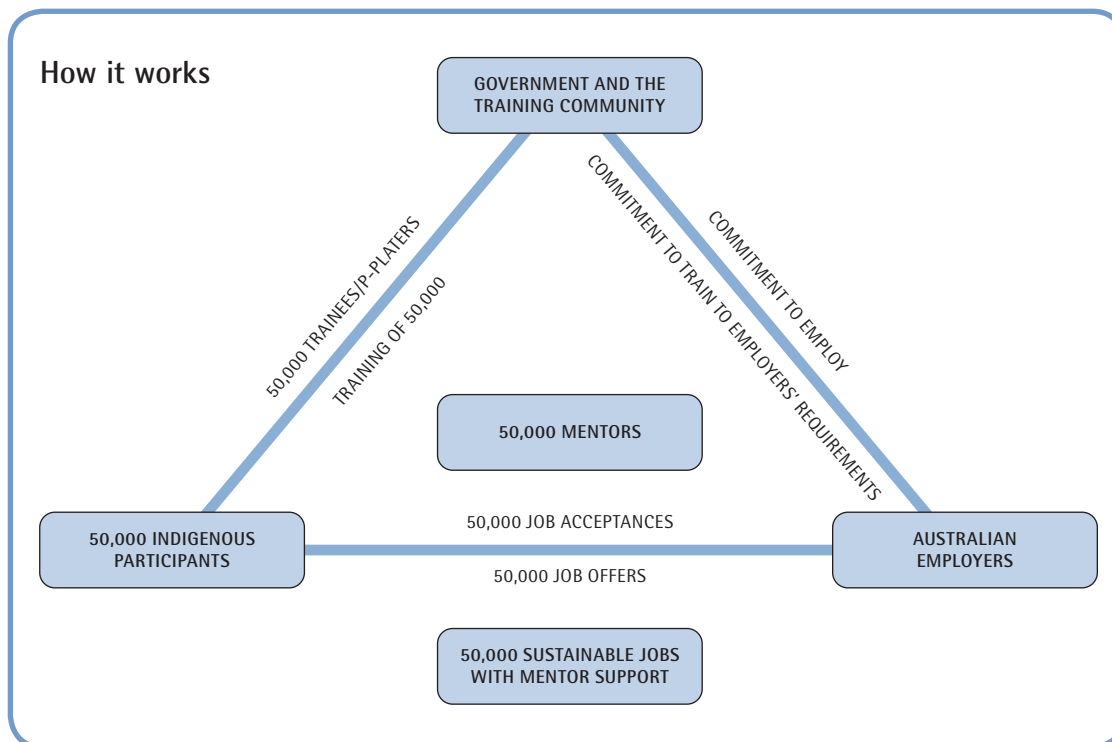 How it works
GOVERNMENT AND THE
TRAINING COMMUNITY
50,000 TRAINEES/P-PLATERS
TRAINING OF 50,000
COMMITMENT TO EMPLOY
COMMITMENT TO TRAIN TO EMPLOYERS' REQUIREMENTS
50,000 MENTORS
50,000 INDIGENOUS
PARTICIPANTS
50,000 JOB ACCEPTANCES
50,000 JOB OFFERS
AUSTRALIAN
EMPLOYERS
50,000 SUSTAINABLE JOBS
WITH MENTOR SUPPORT